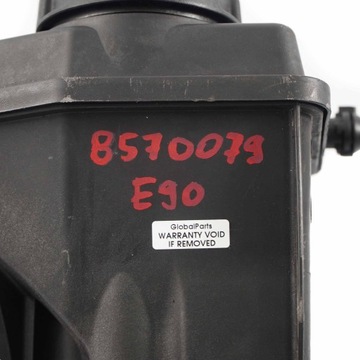 8570079
E90
GlobalParts
WARRANTY VOID
IF REMOVED